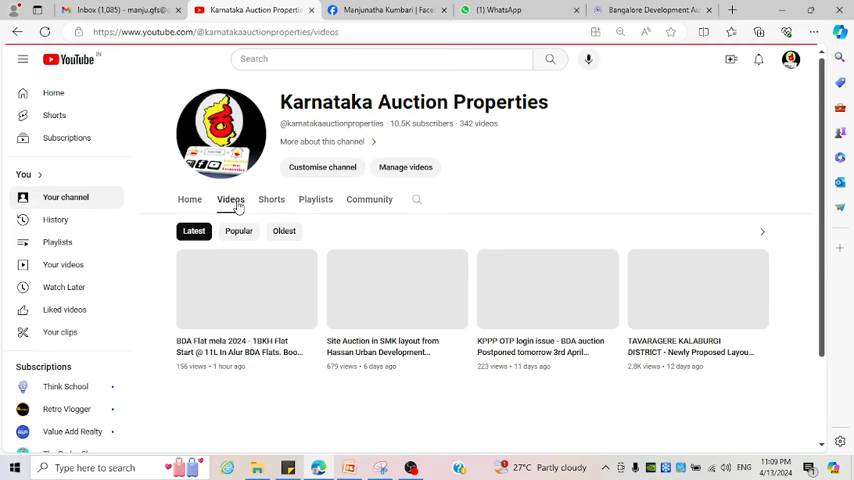 Inbox (1,085) - manju.gfs@
Karnataka Auction Properties
Manjunatha Kumbari | Face
(1) WhatsApp
Bangalore Development Au
https://www.youtube.com/@karnatakaauctionproperties/videos
YouTube IN
Search
Home
Shorts
Subscriptions
You
Your channel
History
Playlists
Your videos
Watch Later
Liked videos
Your clips
Subscriptions
Think School
Retro Vlogger
Value Add Realty
Karnataka Auction Properties
@karnatakaauctionproperties · 10.5K subscribers · 342 videos
More about this channel
Customise channel
Manage videos
Home Videos Shorts Playlists Community
Latest Popular Oldest
BDA Flat mela 2024 - 1BKH Flat
Start @ 11L In Alur BDA Flats. Boo...
156 views • 1 hour ago
Site Auction in SMK layout from
Hassan Urban Development...
679 views • 6 days ago
KPPP OTP login issue - BDA auction
Postponed tomorrow 3rd April...
223 views • 11 days ago
TAVARAGERE KALABURGI
DISTRICT - Newly Proposed Layou...
2.8K views • 12 days ago
Type here to search
27°C Partly cloudy
ENG
11:09 PM
4/13/2024